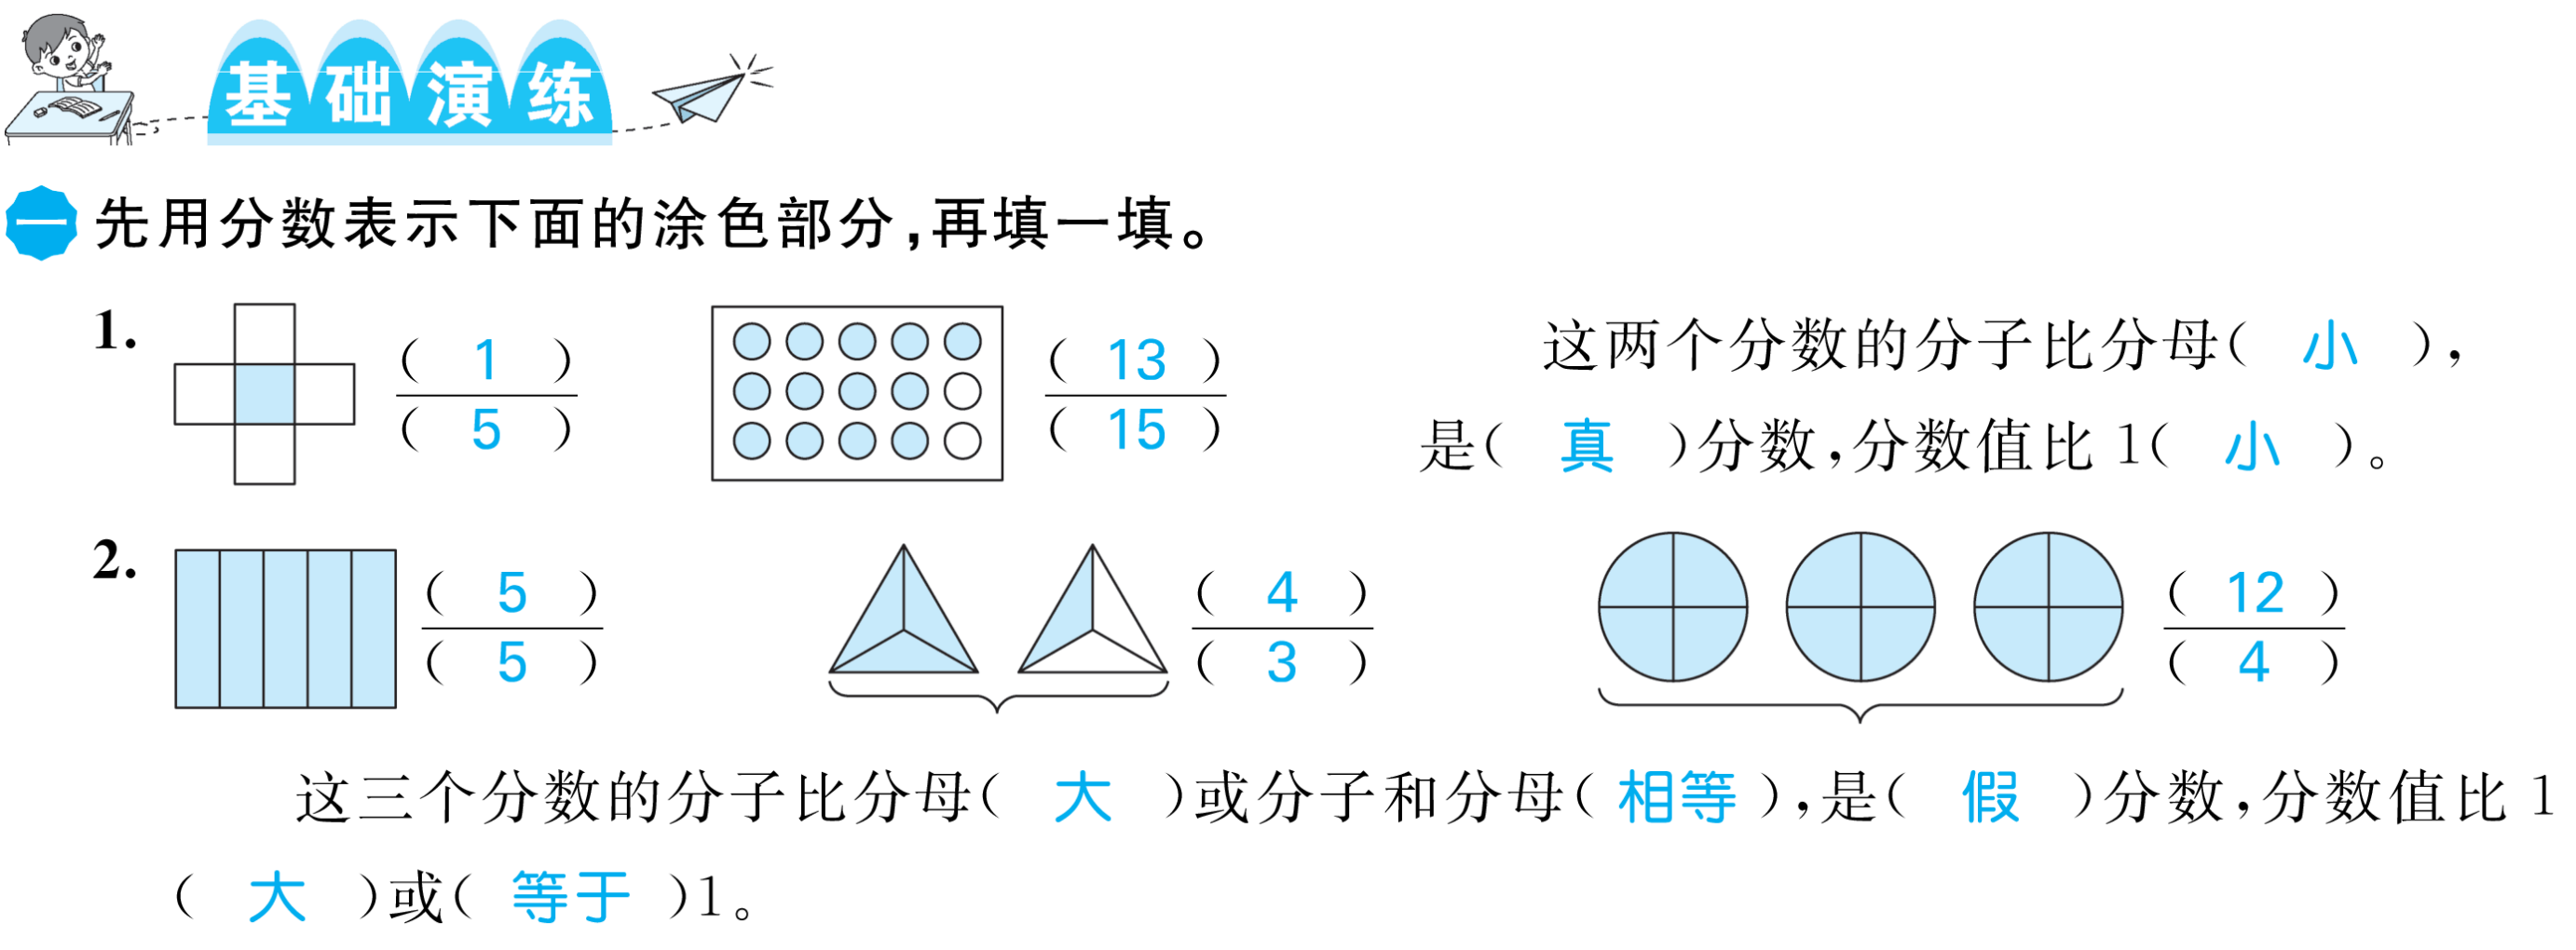 基础演练
一 先用分数表示下面的涂色部分,再填一填。
1. ( 1 )/( 5 ) ( 13 )/( 15 ) 这两个分数的分子比分母( 小 ),
是( 真 )分数,分数值比 1( 小 )。
2. ( 5 )/( 5 ) ( 4 )/( 3 ) ( 12 )/( 4 )
这三个分数的分子比分母( 大 )或分子和分母( 相等 ),是( 假 )分数,分数值比 1
( 大 )或( 等于 )1。